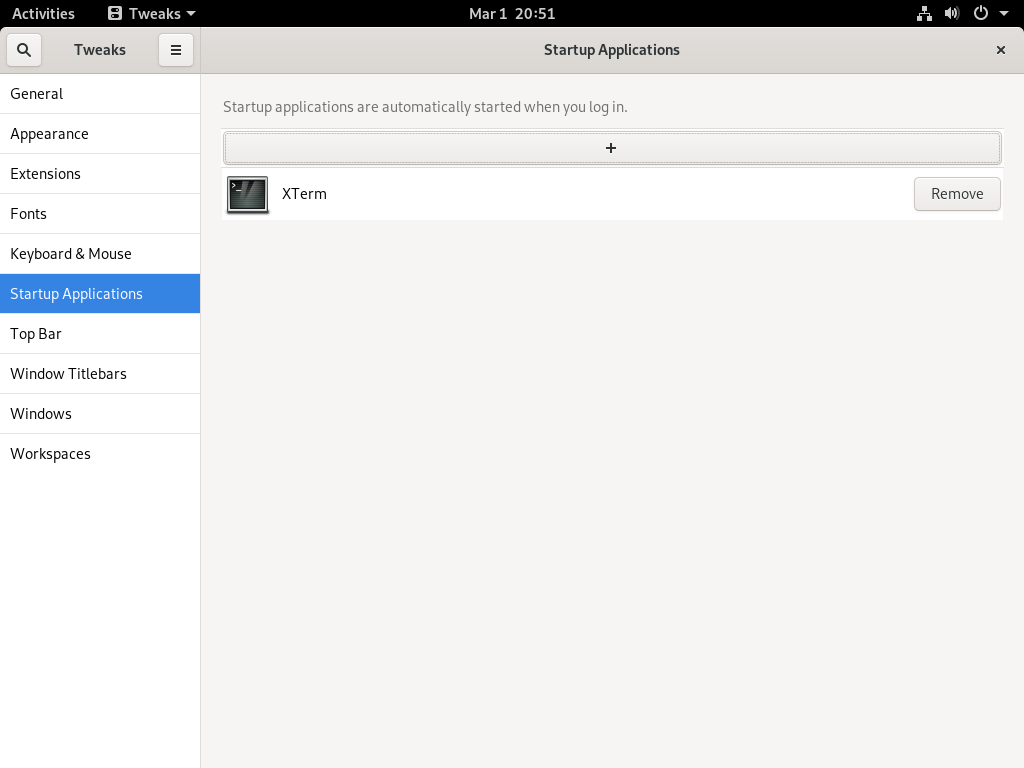 Activities Tweaks Mar 1 20:51
Tweaks Startup Applications
General
Appearance
Extensions
Fonts
Keyboard & Mouse
Startup Applications
Top Bar
Window Titlebars
Windows
Workspaces
Startup applications are automatically started when you log in.
+
XTerm Remove